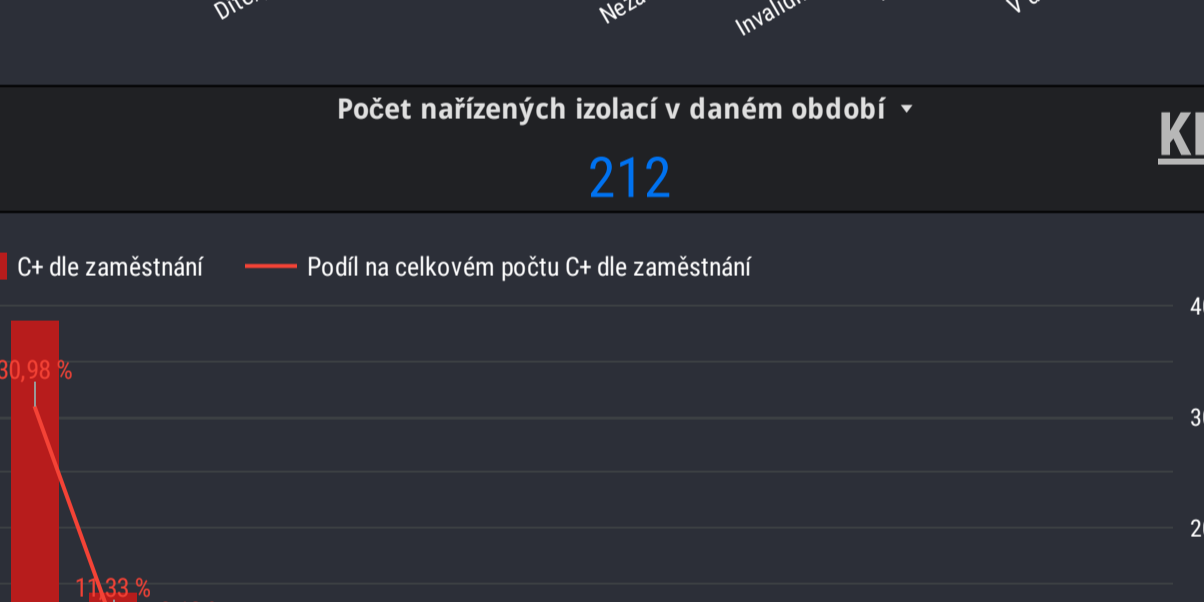 Počet nařízených izolací v daném období
212
C+ dle zaměstnání
Podíl na celkovém počtu C+ dle zaměstnání
30,98 %
11,33 %